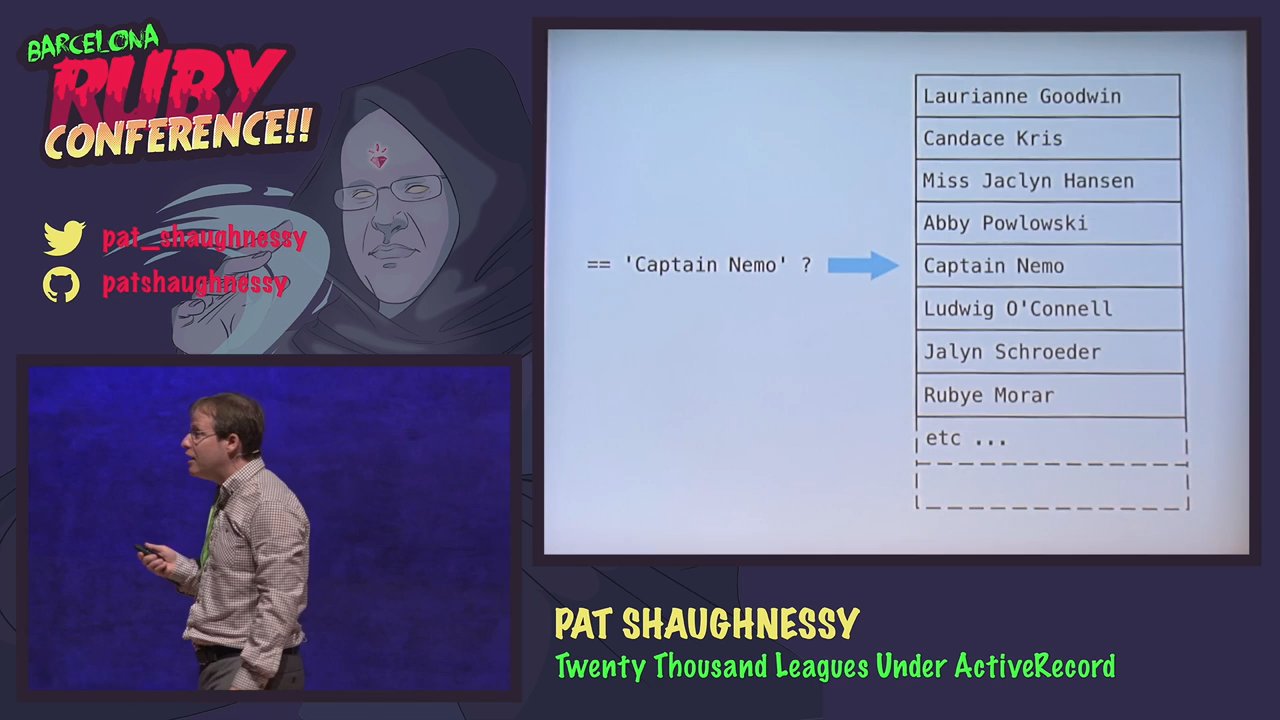 BARCELONA
RUBY
CONFERENCE!!
pat_shaughnessy
patshaughnessy
== 'Captain Nemo' ?
Laurianne Goodwin
Candace Kris
Miss Jaclyn Hansen
Abby Powlowski
Captain Nemo
Ludwig O'Connell
Jalyn Schroeder
Rubye Morar
etc ...
PAT SHAUGHNESSY
Twenty Thousand Leagues Under ActiveRecord